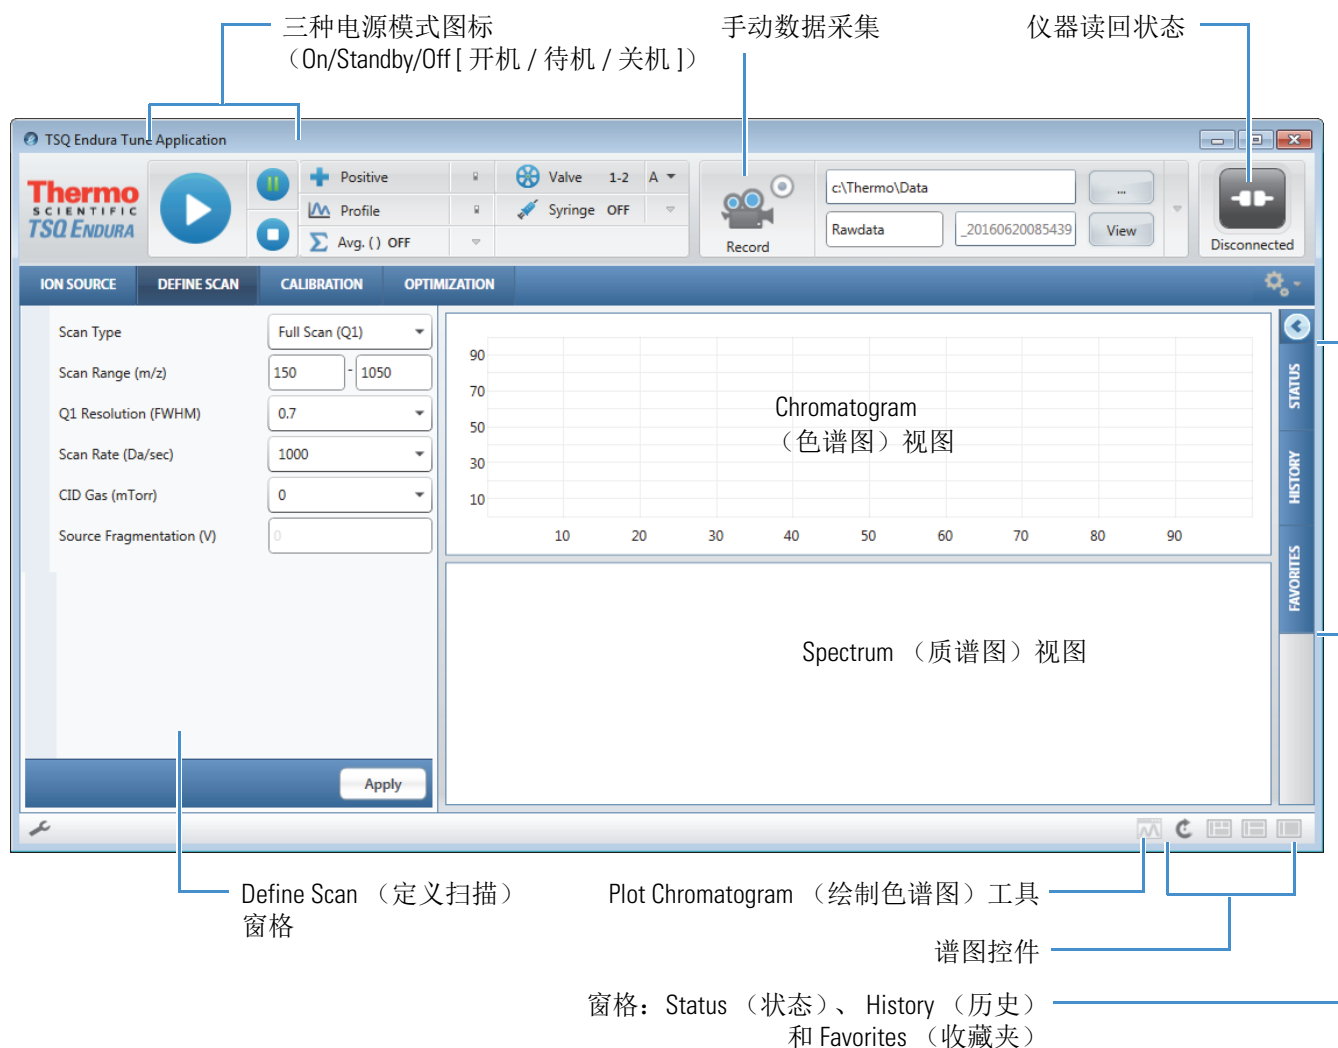 三种电源模式图标
（On/Standby/Off [ 开机 / 待机 / 关机 ]）
手动数据采集
仪器读回状态
TSQ Endura Tune Application
Thermo
SCIENTIFIC
TSQ ENDURA
Positive
Profile
Avg. ( ) OFF
Valve 1-2 A
Syringe OFF
Record
c:\Thermo\Data
...
Rawdata
_20160620085439
View
Disconnected
ION SOURCE DEFINE SCAN CALIBRATION OPTIMIZATION
Scan Type Full Scan (Q1)
Scan Range (m/z) 150 - 1050
Q1 Resolution (FWHM) 0.7
Scan Rate (Da/sec) 1000
CID Gas (mTorr) 0
Source Fragmentation (V) 0
Apply
90
70
50
30
10
10 20 30 40 50 60 70 80 90
Chromatogram
（色谱图）视图
Spectrum （质谱图）视图
STATUS
HISTORY
FAVORITES
Define Scan （定义扫描）
窗格
Plot Chromatogram （绘制色谱图）工具
谱图控件
窗格：Status （状态）、 History （历史）
和 Favorites （收藏夹）